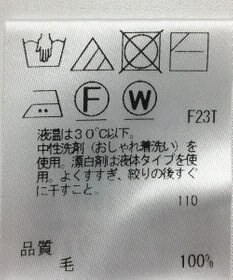 F W F23T
液温は30℃以下。
中性洗剤（おしゃれ着洗い）を
使用。漂白剤は液体タイプを使
用。よくすすぎ、絞りの後すぐ
に干すこと。
110
品質
毛 100%